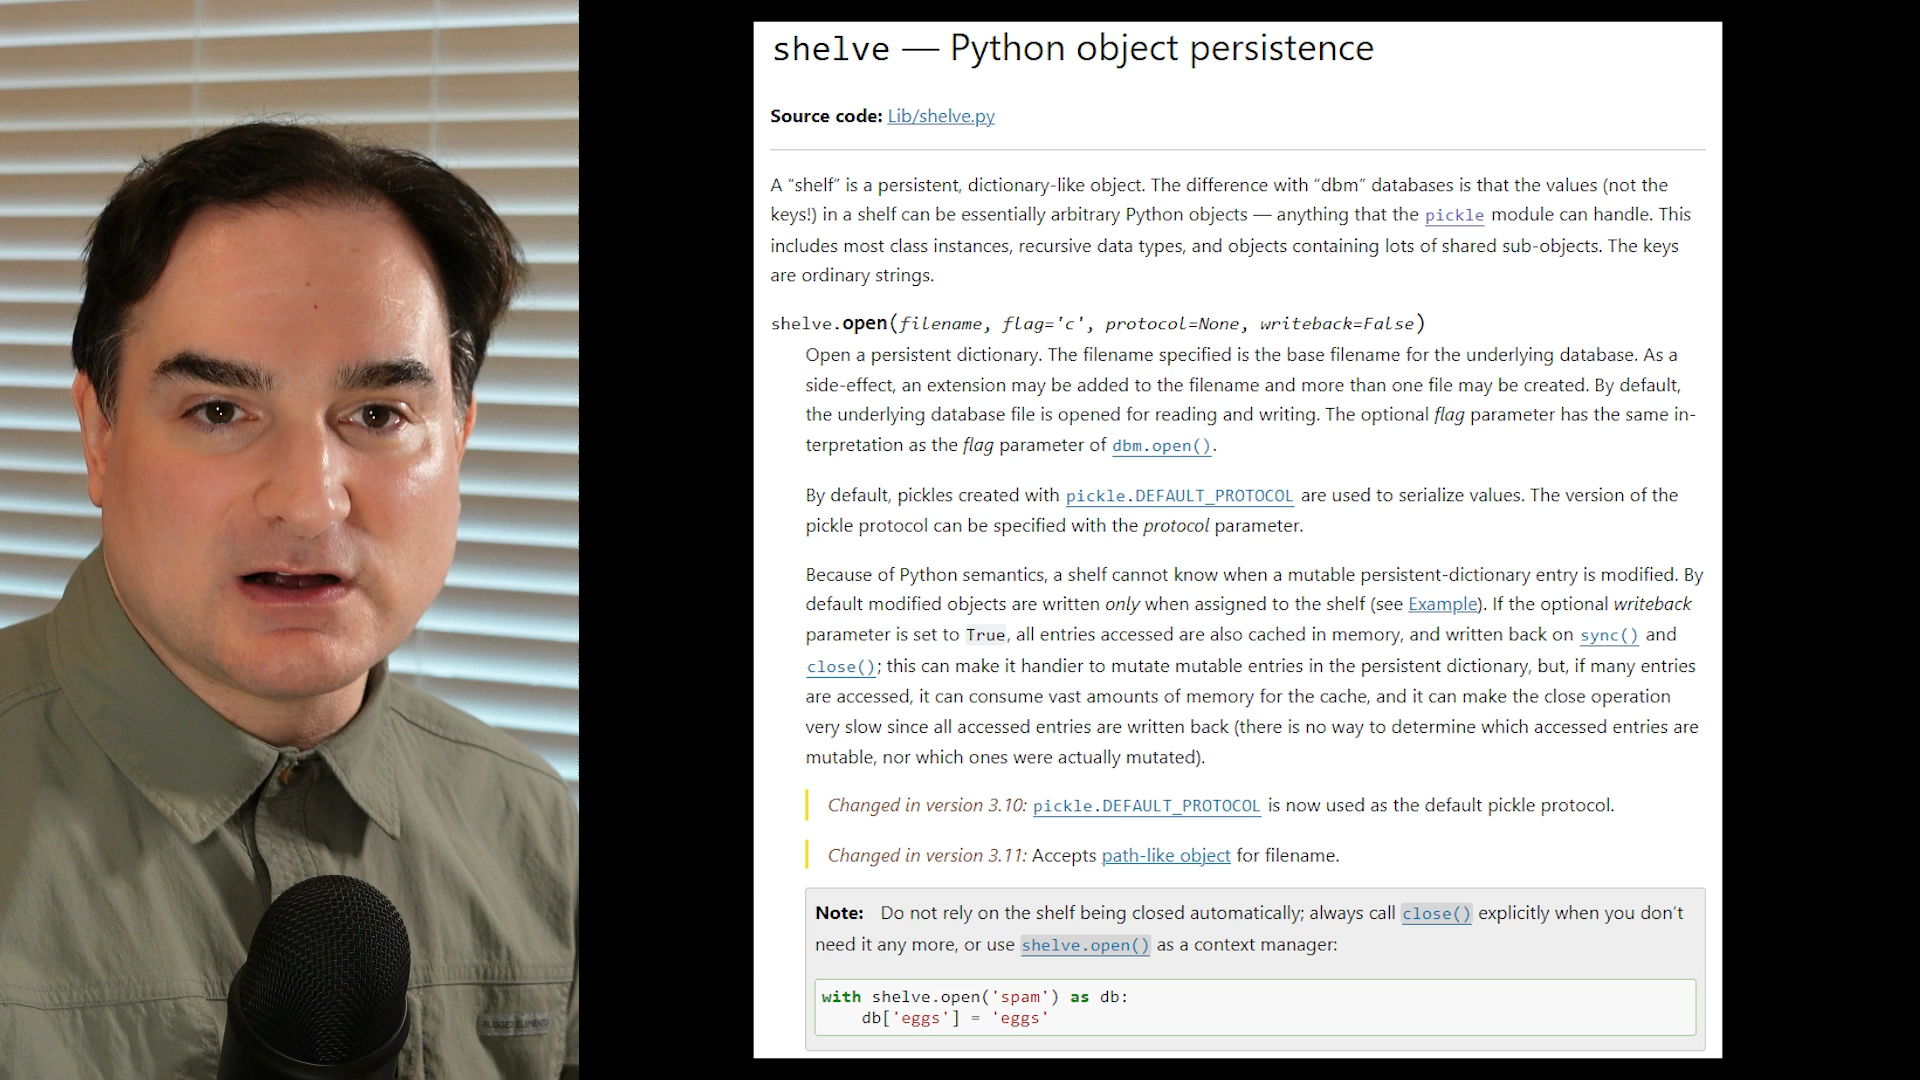 shelve — Python object persistence
Source code: Lib/shelve.py
A “shelf” is a persistent, dictionary-like object. The difference with “dbm” databases is that the values (not the
keys!) in a shelf can be essentially arbitrary Python objects — anything that the pickle module can handle. This
includes most class instances, recursive data types, and objects containing lots of shared sub-objects. The keys
are ordinary strings.
shelve.open(filename, flag='c', protocol=None, writeback=False)
Open a persistent dictionary. The filename specified is the base filename for the underlying database. As a
side-effect, an extension may be added to the filename and more than one file may be created. By default,
the underlying database file is opened for reading and writing. The optional flag parameter has the same in-
terpretation as the flag parameter of dbm.open().
By default, pickles created with pickle.DEFAULT_PROTOCOL are used to serialize values. The version of the
pickle protocol can be specified with the protocol parameter.
Because of Python semantics, a shelf cannot know when a mutable persistent-dictionary entry is modified. By
default modified objects are written only when assigned to the shelf (see Example). If the optional writeback
parameter is set to True, all entries accessed are also cached in memory, and written back on sync() and
close(); this can make it handier to mutate mutable entries in the persistent dictionary, but, if many entries
are accessed, it can consume vast amounts of memory for the cache, and it can make the close operation
very slow since all accessed entries are written back (there is no way to determine which accessed entries are
mutable, nor which ones were actually mutated).
Changed in version 3.10: pickle.DEFAULT_PROTOCOL is now used as the default pickle protocol.
Changed in version 3.11: Accepts path-like object for filename.
Note: Do not rely on the shelf being closed automatically; always call close() explicitly when you don’t
need it any more, or use shelve.open() as a context manager:
with shelve.open('spam') as db:
    db['eggs'] = 'eggs'
RUGGED ELEMENTS